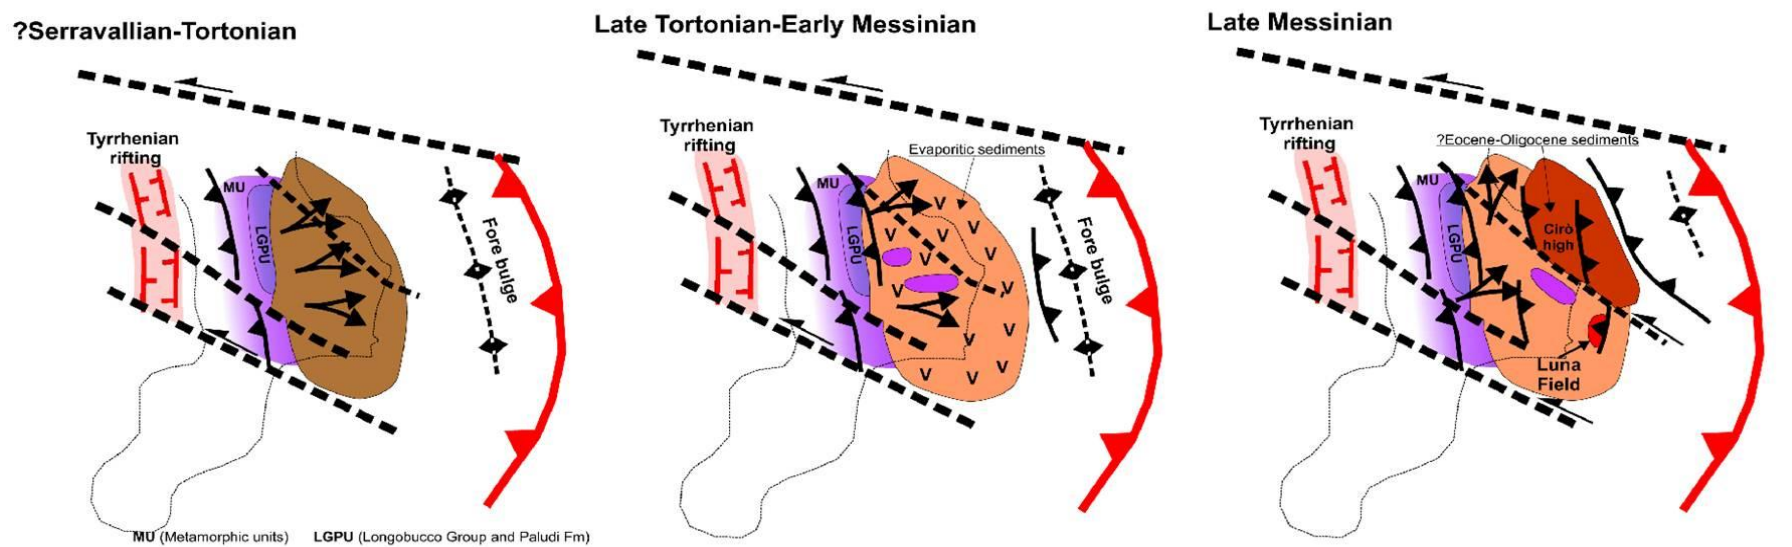 ?Serravallian-Tortonian
Tyrrhenian
rifting
MU
LGPU
Fore bulge
MU (Metamorphic units)
LGPU (Longobucco Group and Paludi Fm)
Late Tortonian-Early Messinian
Tyrrhenian
rifting
Evaporitic sediments
MU
LGPU
V
V
V
V
V
V
V
V
V
V
V
V
V
Fore bulge
Late Messinian
Tyrrhenian
rifting
?Eocene-Oligocene sediments
MU
LGPU
Cirò
high
Luna
Field